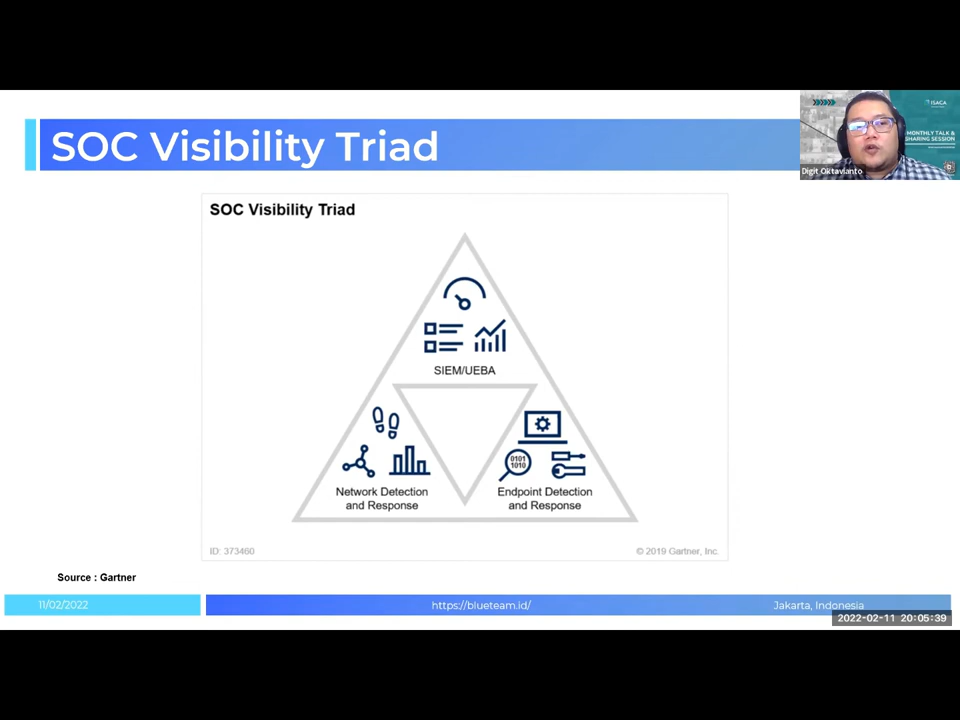 SOC Visibility Triad
ISACA
MONTHLY TALK &
SHARING SESSION
Digit Oktavianto
SOC Visibility Triad
SIEM/UEBA
0101
1010
Network Detection
and Response
Endpoint Detection
and Response
ID: 373460
© 2019 Gartner, Inc.
Source : Gartner
11/02/2022
https://blueteam.id/
Jakarta, Indonesia
2022-02-11 20:05:39